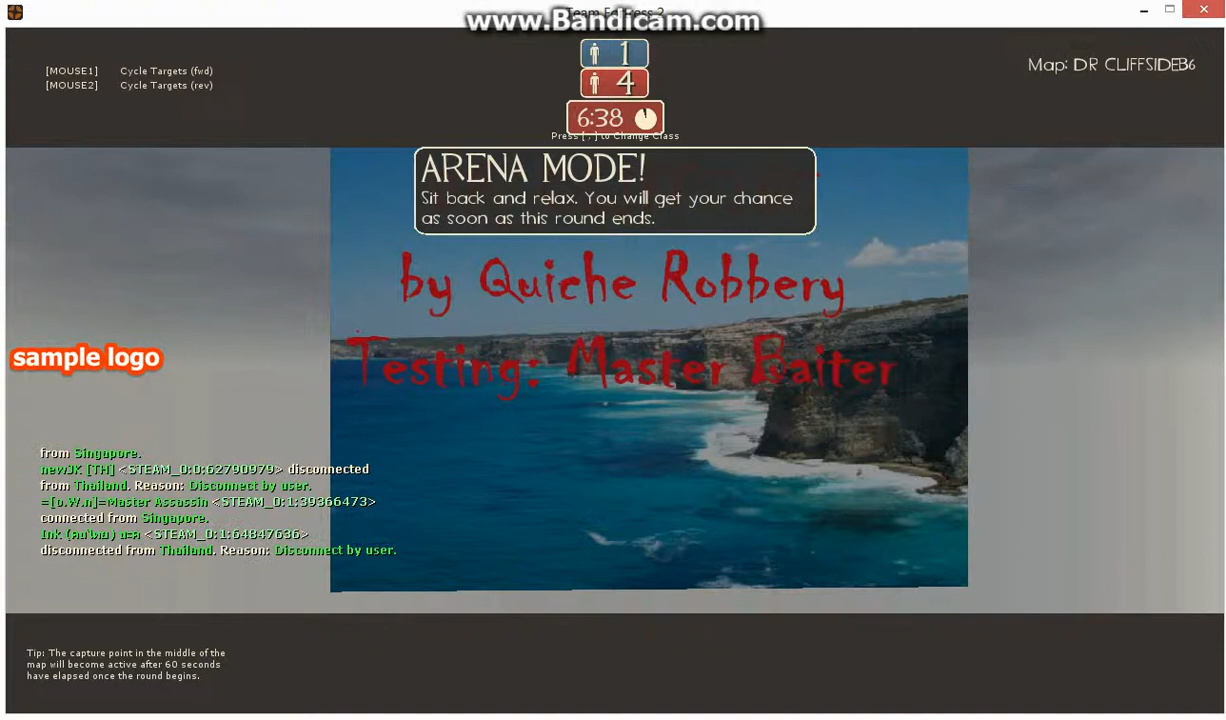 Team Fortress 2
www.Bandicam.com
[MOUSE1] Cycle Targets (fwd)
[MOUSE2] Cycle Targets (rev)
1
4
6:38
Press [ , ] to Change Class
Map: DR CLIFFSIDEB6
ARENA MODE!
Sit back and relax. You will get your chance
as soon as this round ends.
by Quiche Robbery
Testing: Master Baiter
sample logo
from Singapore.
newJK [TH] <STEAM_0:0:62790979> disconnected
from Thailand. Reason: Disconnect by user.
=[o.W.n]=Master Assassin <STEAM_0:1:39366473>
connected from Singapore.
Ink <STEAM_0:1:64847636>
disconnected from Thailand. Reason: Disconnect by user.
Tip: The capture point in the middle of the
map will become active after 60 seconds
have elapsed once the round begins.